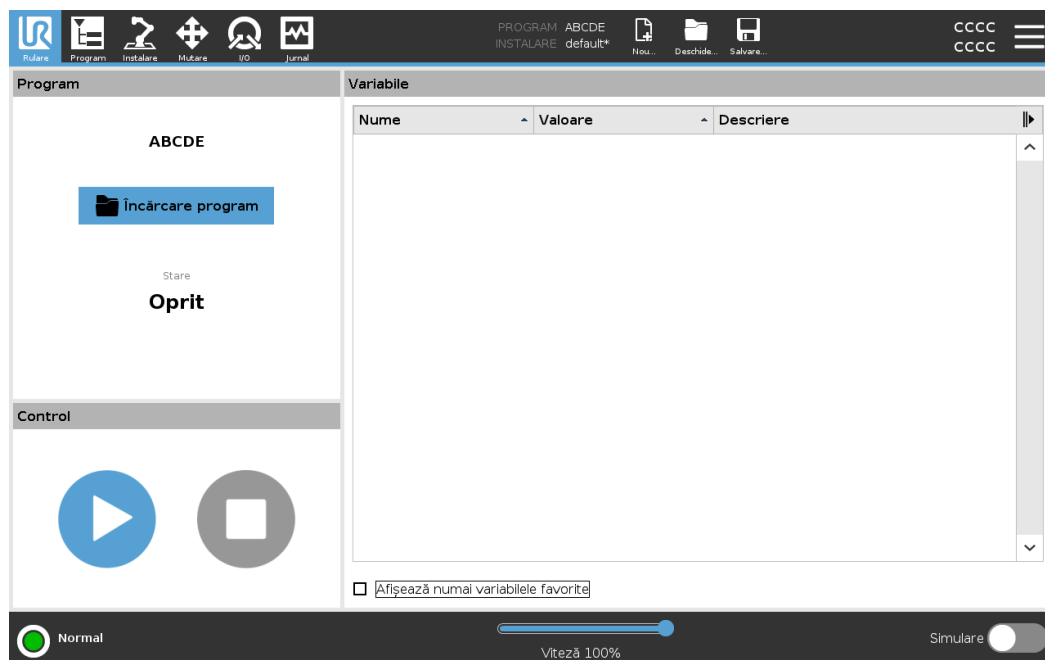 Rulare
Program
Instalare
Mutare
I/O
Jurnal
PROGRAM ABCDE
INSTALARE default*
Nou...
Deschide...
Salvare...
CCCC
CCCC
Program
ABCDE
Încărcare program
Stare
Oprit
Control
Variabile
Nume
Valoare
Descriere
Afișează numai variabilele favorite
Normal
Viteză 100%
Simulare